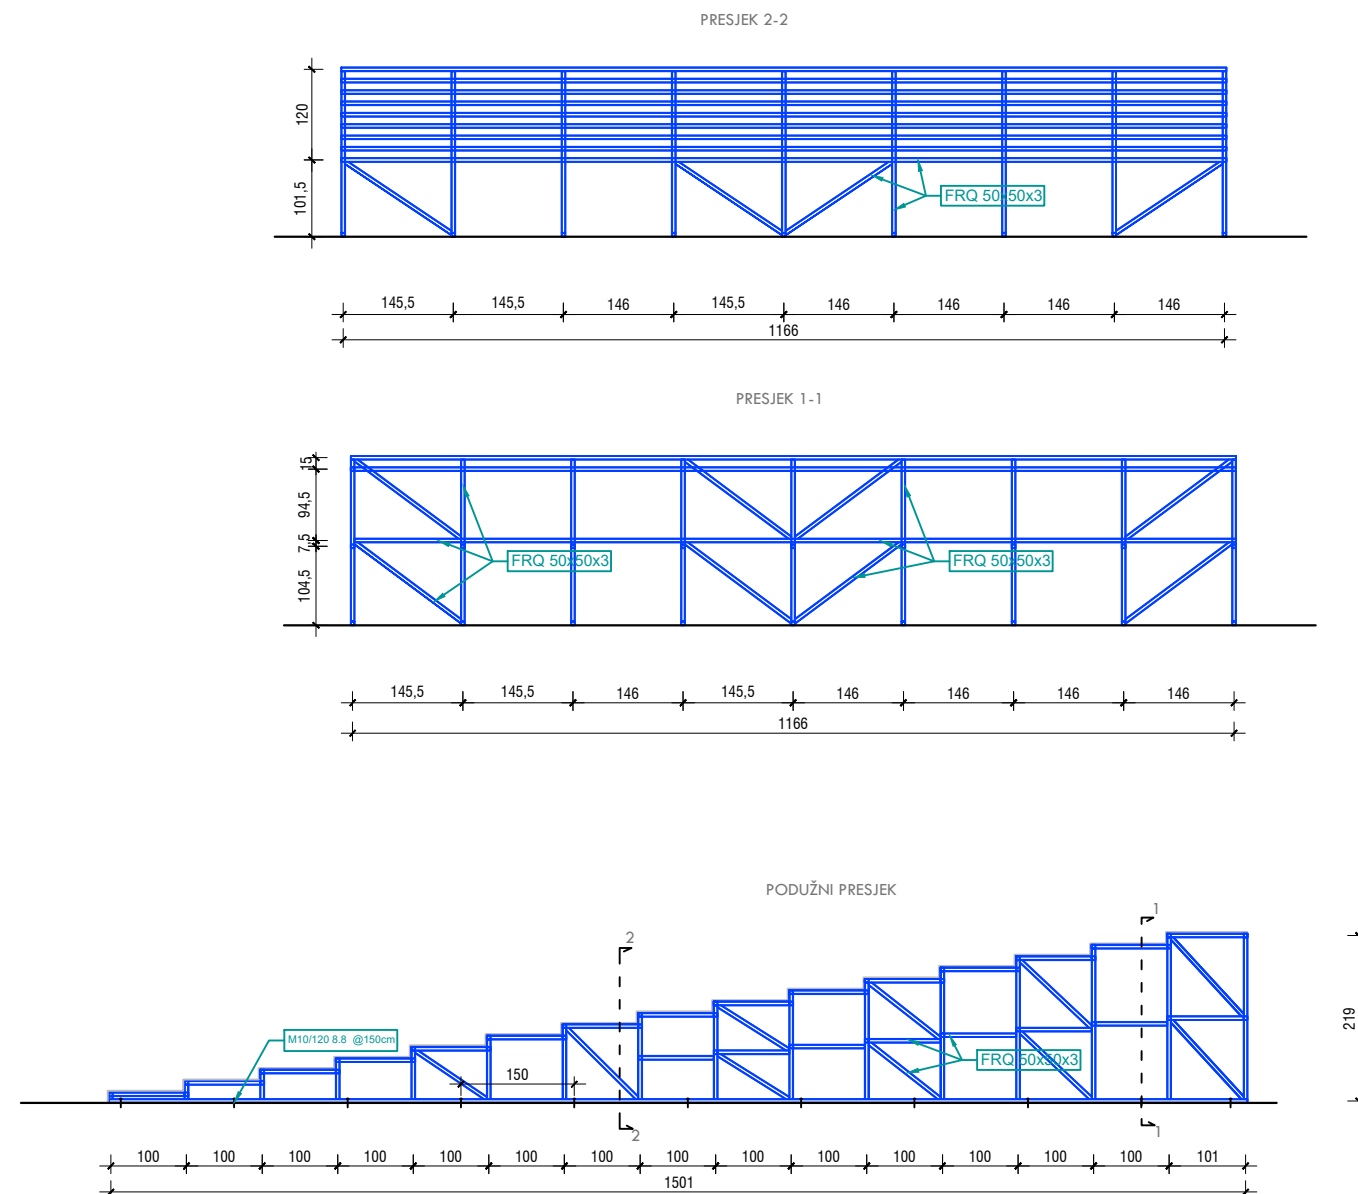 PRESJEK 2-2
120
101,5
FRQ 50x50x3
145,5 145,5 146 145,5 146 146 146 146
1166
PRESJEK 1-1
15
94,5
7,5
104,5
FRQ 50x50x3
FRQ 50x50x3
145,5 145,5 146 145,5 146 146 146 146
1166
PODUŽNI PRESJEK
1
2
219
M10/120 8.8 @150cm
FRQ 50x50x3
150
2
1
100 100 100 100 100 100 100 100 100 100 100 100 100 100 101
1501